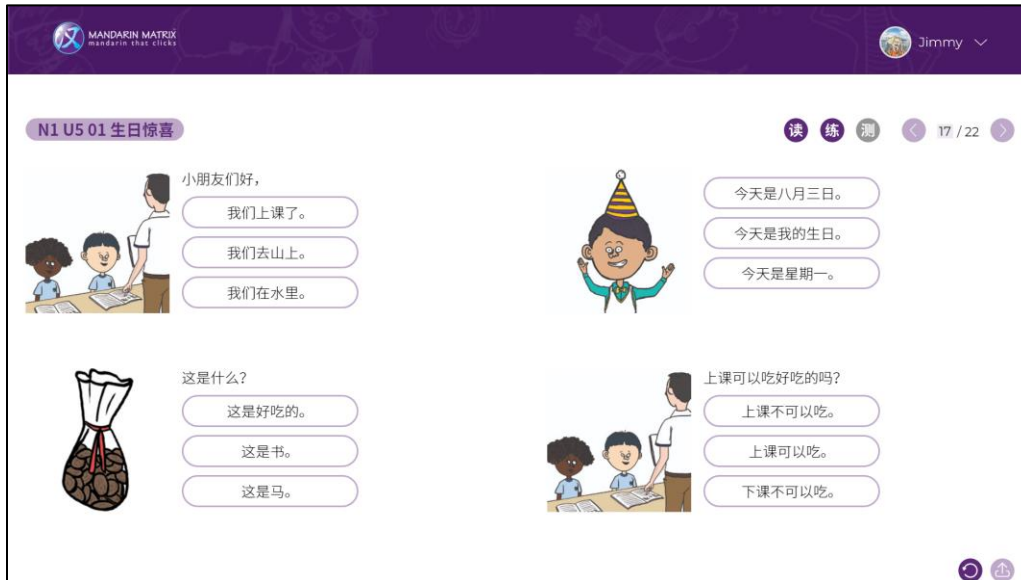 汉 MANDARIN MATRIX
mandarin that clicks
Jimmy
N1 U5 01 生日惊喜
读 练 测 17 / 22
小朋友们好，
我们上课了。
我们去山上。
我们在水里。
今天是八月三日。
今天是我的生日。
今天是星期一。
这是什么？
这是好吃的。
这是书。
这是马。
上课可以吃好吃的吗？
上课不可以吃。
上课可以吃。
下课不可以吃。